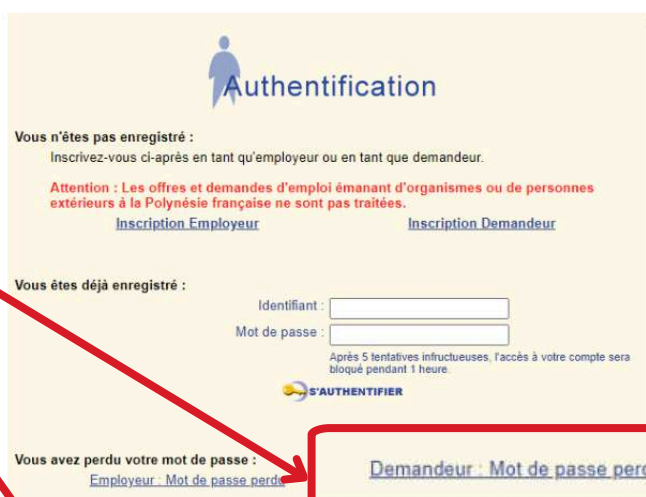 Authentification
Vous n'êtes pas enregistré :
Inscrivez-vous ci-après en tant qu'employeur ou en tant que demandeur.
Attention : Les offres et demandes d'emploi émanant d'organismes ou de personnes
extérieurs à la Polynésie française ne sont pas traitées.
Inscription Employeur Inscription Demandeur
Vous êtes déjà enregistré :
Identifiant :
Mot de passe :
Après 5 tentatives infructueuses, l'accès à votre compte sera
bloqué pendant 1 heure.
S'AUTHENTIFIER
Vous avez perdu votre mot de passe :
Employeur : Mot de passe perdu Demandeur : Mot de passe perd